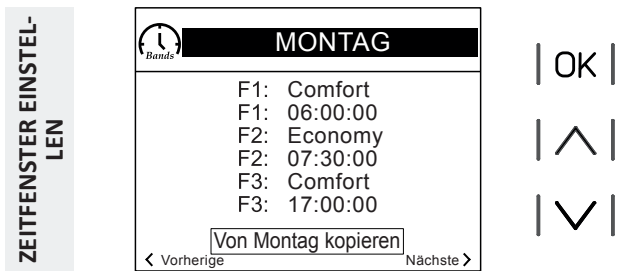 ZEITFENSTER EINSTEL-
LEN
Bands
MONTAG
F1: Comfort
F1: 06:00:00
F2: Economy
F2: 07:30:00
F3: Comfort
F3: 17:00:00
Von Montag kopieren
Vorherige Nächste
OK